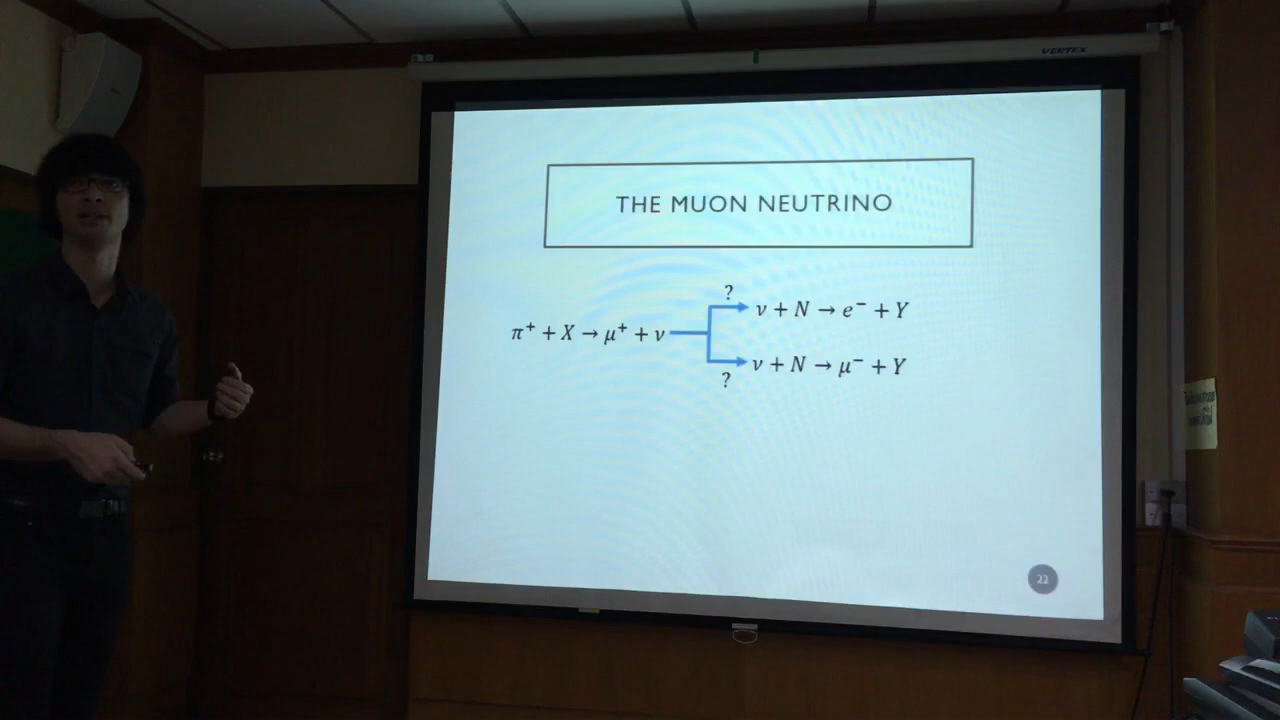 VERTEX
THE MUON NEUTRINO
?
ν + N → e⁻ + Y
π⁺ + X → μ⁺ + ν
ν + N → μ⁻ + Y
?
22